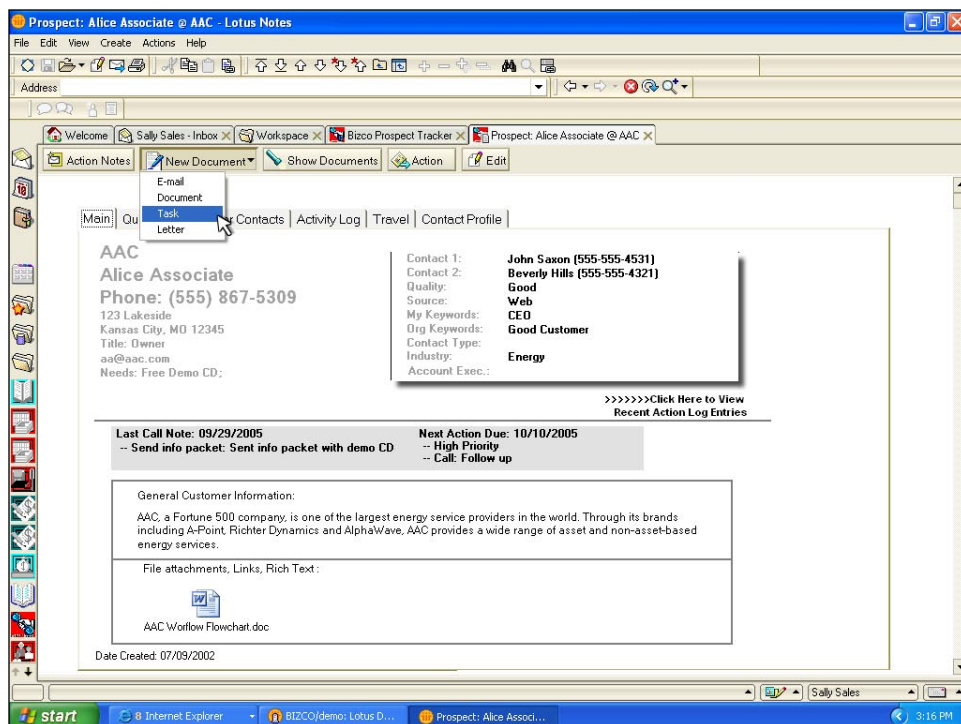 Prospect: Alice Associate @ AAC - Lotus Notes
File Edit View Create Actions Help
Address
Welcome Sally Sales - Inbox Workspace Bizco Prospect Tracker Prospect: Alice Associate @ AAC
Action Notes New Document Show Documents Action Edit
E-mail
Document
Task
Letter
Main Qu Contacts Activity Log Travel Contact Profile
AAC
Alice Associate
Phone: (555) 867-5309
123 Lakeside
Kansas City, MO 12345
Title: Owner
aa@aac.com
Needs: Free Demo CD;
Contact 1: John Saxon (555-555-4531)
Contact 2: Beverly Hills (555-555-4321)
Quality: Good
Source: Web
My Keywords: CEO
Org Keywords: Good Customer
Contact Type:
Industry: Energy
Account Exec.:
>>>>>>>Click Here to View
Recent Action Log Entries
Last Call Note: 09/29/2005
-- Send info packet: Sent info packet with demo CD
Next Action Due: 10/10/2005
-- High Priority
-- Call: Follow up
General Customer Information:
AAC, a Fortune 500 company, is one of the largest energy service providers in the world. Through its brands
including A-Point, Richter Dynamics and AlphaWave, AAC provides a wide range of asset and non-asset-based
energy services.
File attachments, Links, Rich Text :
AAC Worflow Flowchart.doc
Date Created: 07/09/2002
Sally Sales
start 8 Internet Explorer BIZCO/demo: Lotus D... Prospect: Alice Associ... 3:16 PM